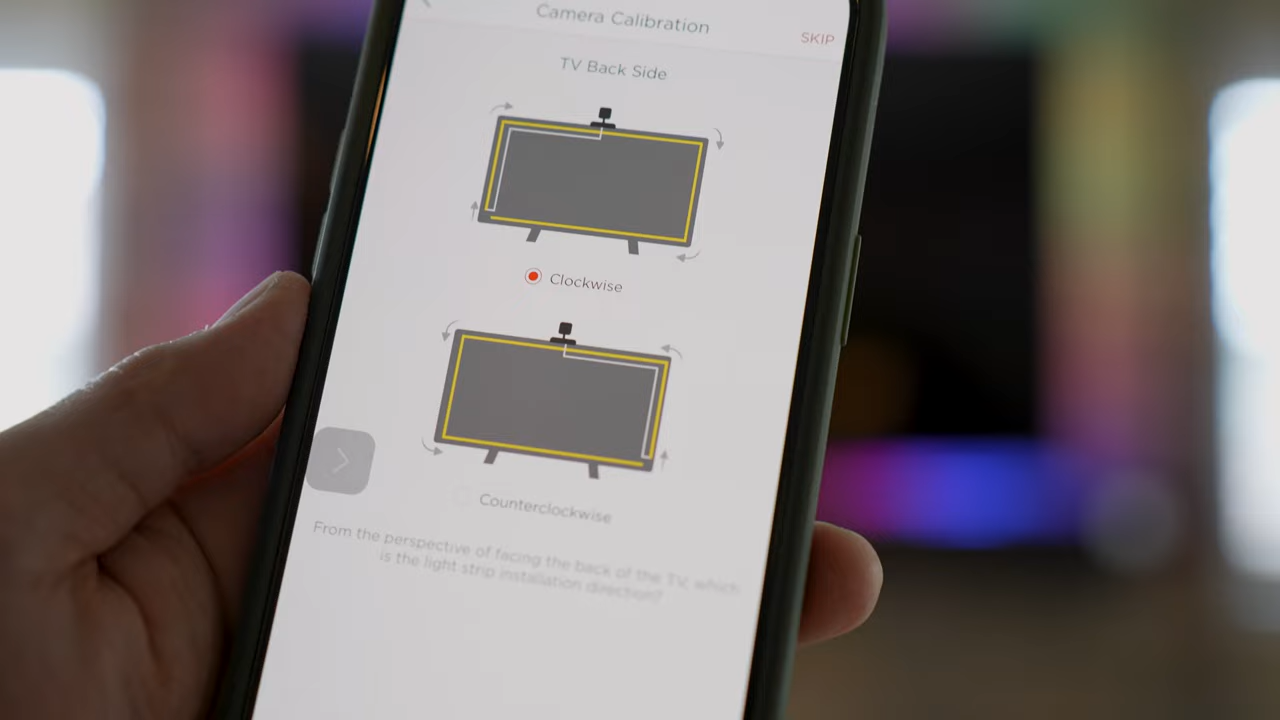 Camera Calibration
SKIP
TV Back Side
Clockwise
Counterclockwise
From the perspective of facing the back of the TV, which
is the light strip installation direction?